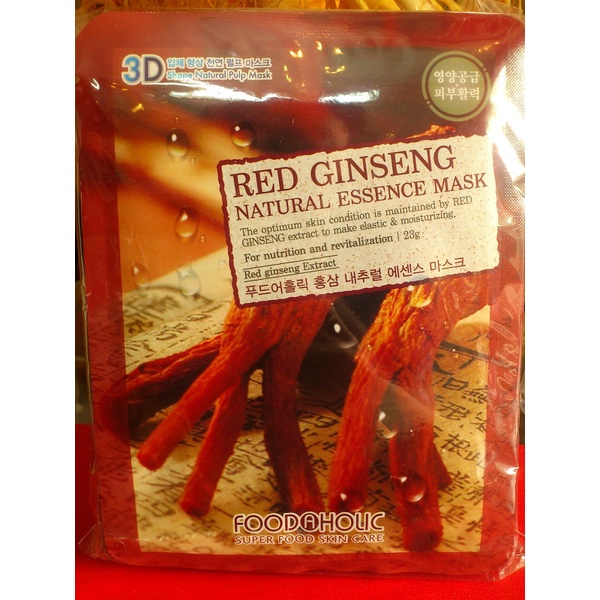 3D 입체 형상 천연 펄프 마스크
Shape Natural Pulp Mask
영양공급
피부활력
RED GINSENG
NATURAL ESSENCE MASK
The optimum skin condition is maintained by RED
GINSENG extract to make elastic & moisturizing.
For nutrition and revitalization | 23g
Red ginseng Extract
푸드어홀릭 홍삼 내추럴 에센스 마스크
FOODAHOLIC
SUPER FOOD SKIN CARE